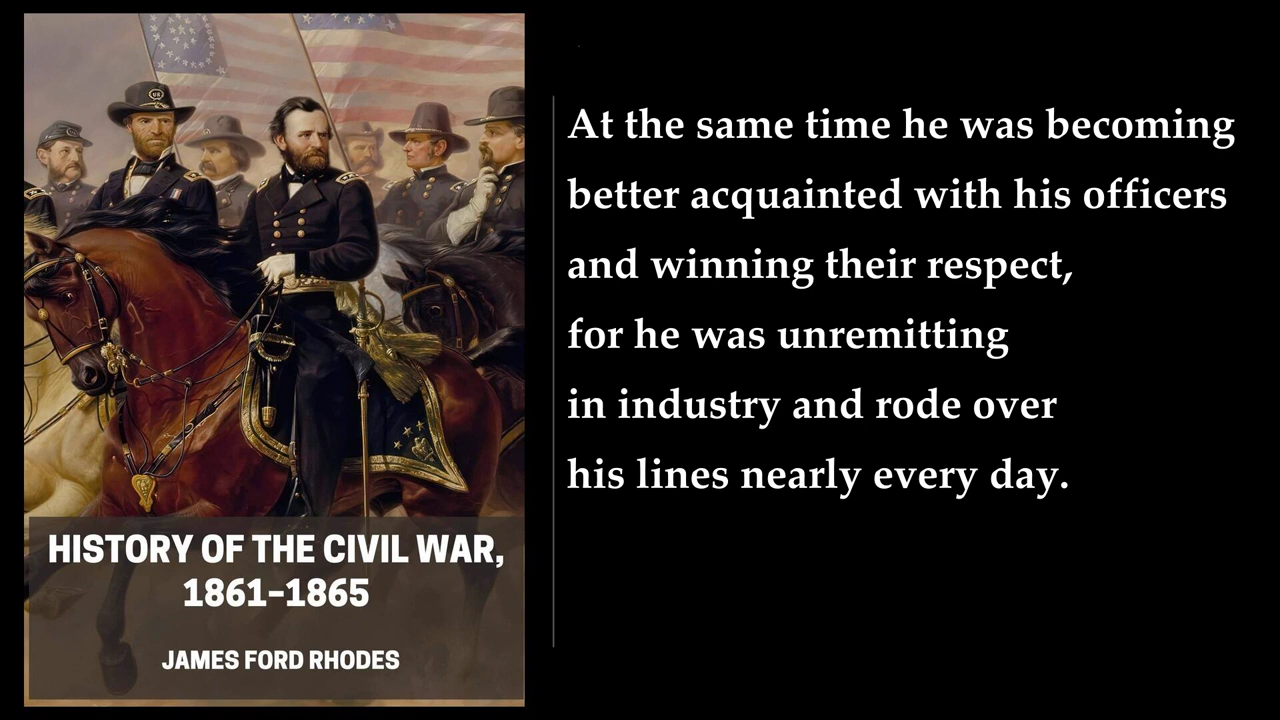 HISTORY OF THE CIVIL WAR,
1861–1865
JAMES FORD RHODES
At the same time he was becoming
better acquainted with his officers
and winning their respect,
for he was unremitting
in industry and rode over
his lines nearly every day.